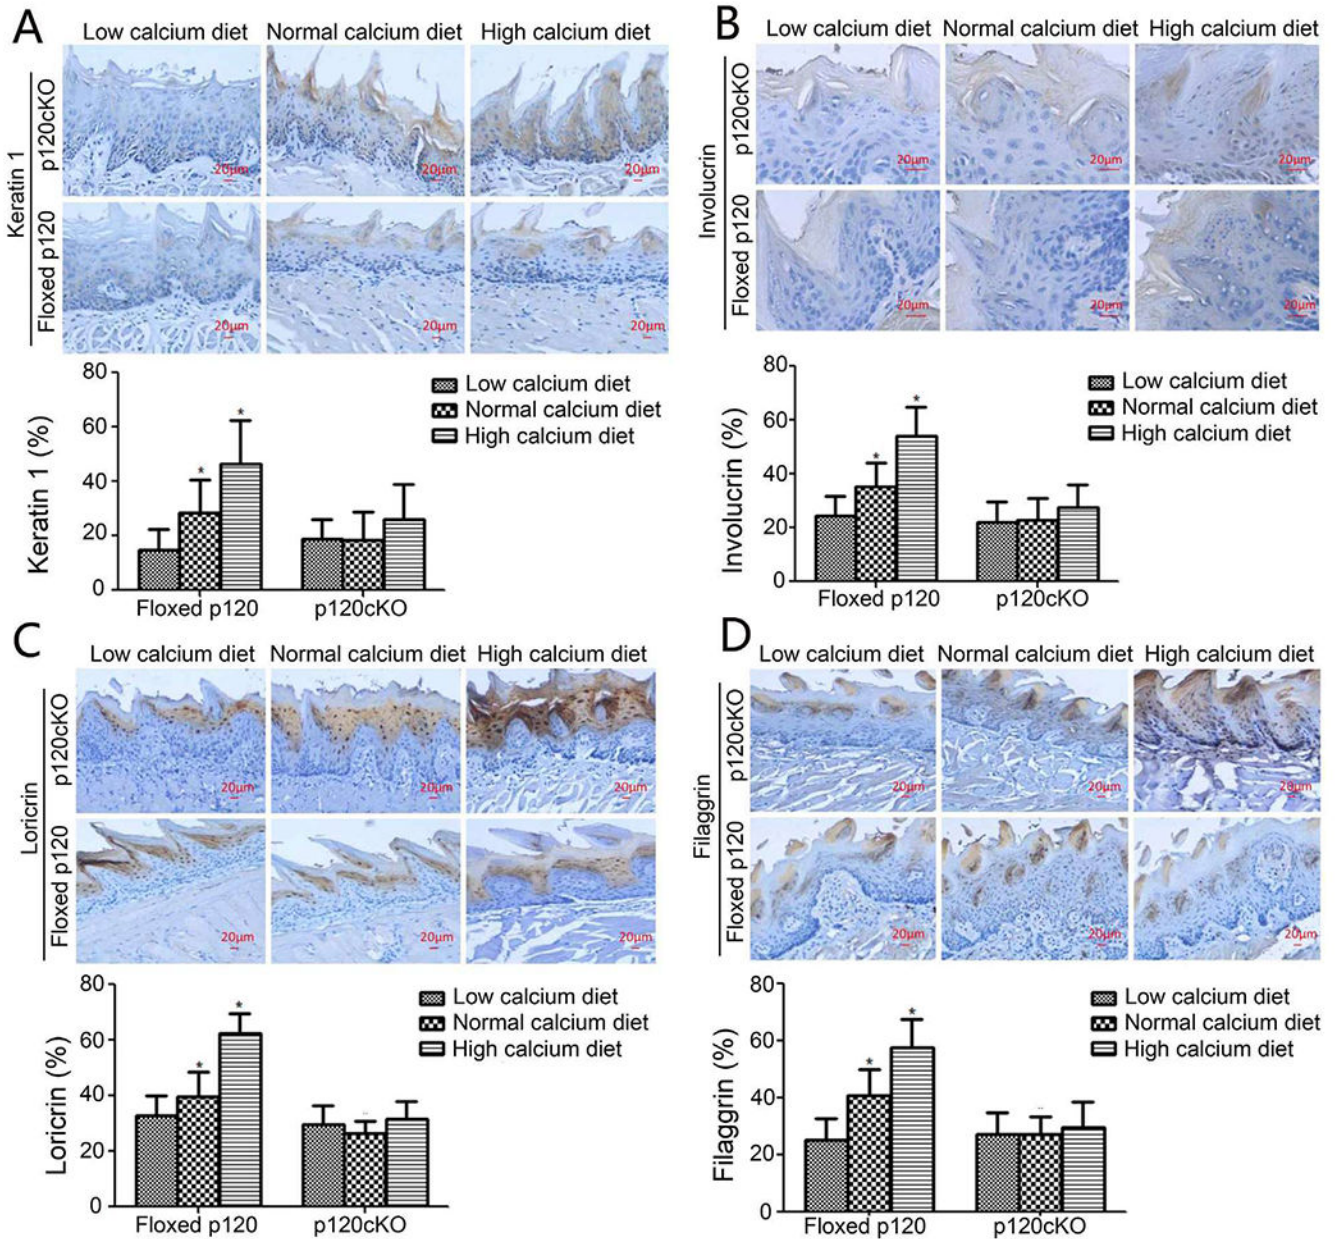 A
Low calcium diet Normal calcium diet High calcium diet
Keratin 1
p120cKO
20μm 20μm 20μm
Floxed p120
20μm 20μm 20μm
80
60
40
20
0
Keratin 1 (%)
* *
Low calcium diet
Normal calcium diet
High calcium diet
Floxed p120 p120cKO
B
Low calcium diet Normal calcium diet High calcium diet
Involucrin
p120cKO
20μm 20μm 20μm
Floxed p120
20μm 20μm 20μm
80
60
40
20
0
Involucrin (%)
* *
Low calcium diet
Normal calcium diet
High calcium diet
Floxed p120 p120cKO
C
Low calcium diet Normal calcium diet High calcium diet
Loricrin
p120cKO
20μm 20μm 20μm
Floxed p120
20μm 20μm 20μm
80
60
40
20
0
Loricrin (%)
* *
Low calcium diet
Normal calcium diet
High calcium diet
Floxed p120 p120cKO
D
Low calcium diet Normal calcium diet High calcium diet
Filaggrin
p120cKO
20μm 20μm 20μm
Floxed p120
20μm 20μm 20μm
80
60
40
20
0
Filaggrin (%)
* *
Low calcium diet
Normal calcium diet
High calcium diet
Floxed p120 p120cKO